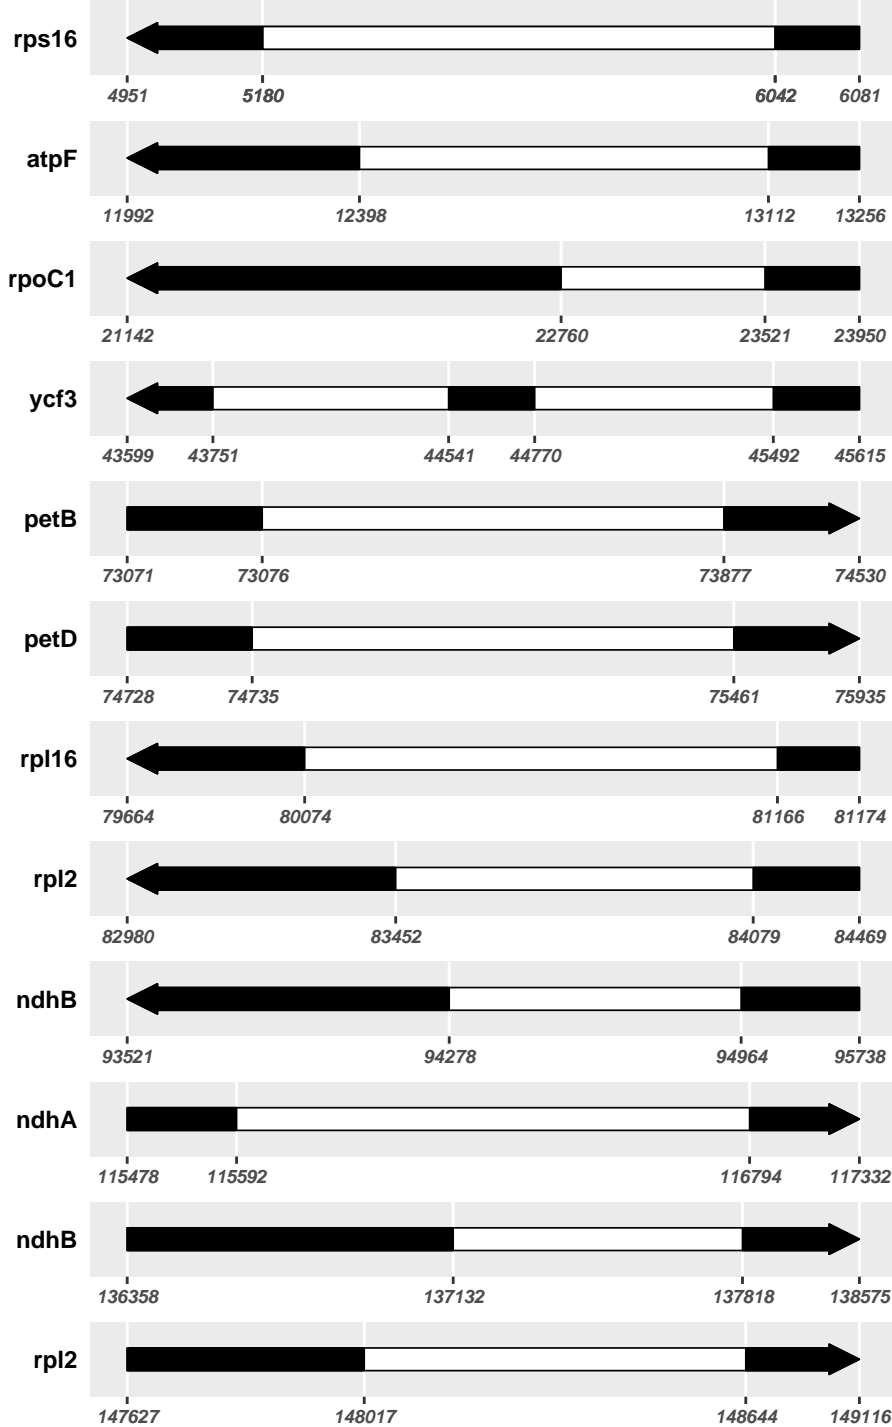 rps16
4951 5180 6042 6081
atpF
11992 12398 13112 13256
rpoC1
21142 22760 23521 23950
ycf3
43599 43751 44541 44770 45492 45615
petB
73071 73076 73877 74530
petD
74728 74735 75461 75935
rpl16
79664 80074 81166 81174
rpl2
82980 83452 84079 84469
ndhB
93521 94278 94964 95738
ndhA
115478 115592 116794 117332
ndhB
136358 137132 137818 138575
rpl2
147627 148017 148644 149116